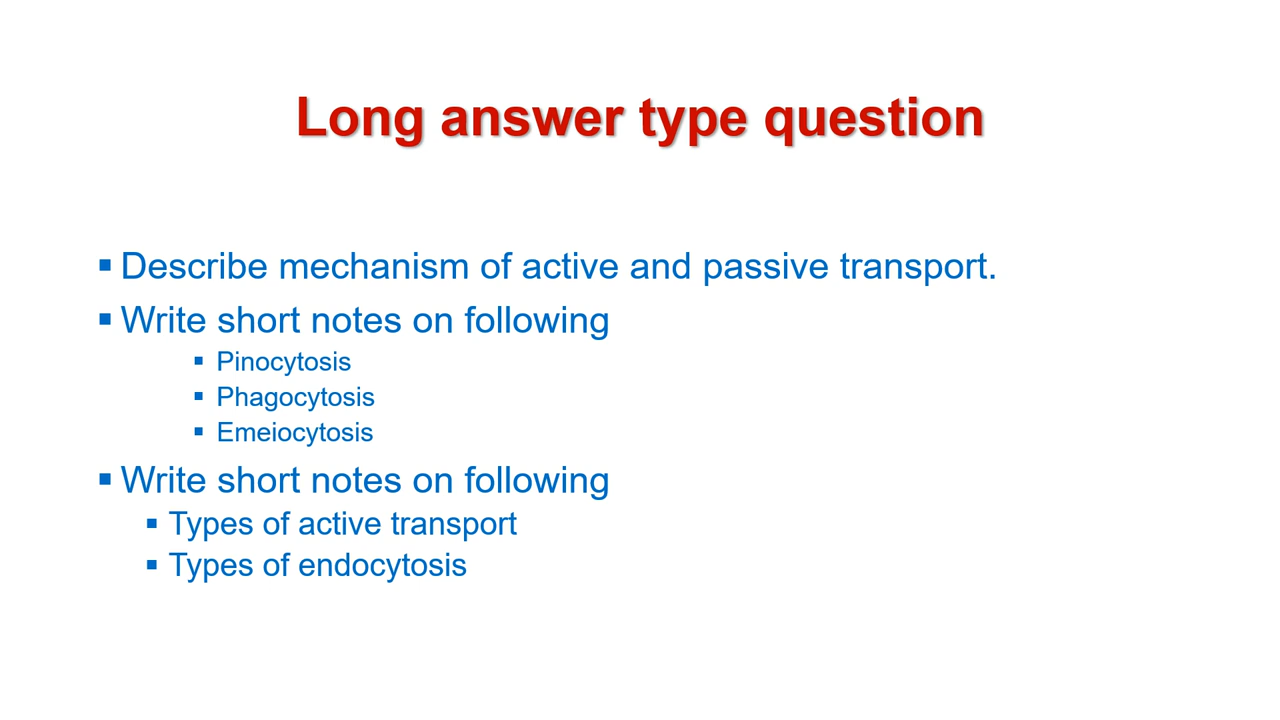 Long answer type question
Describe mechanism of active and passive transport.
Write short notes on following
Pinocytosis
Phagocytosis
Emeiocytosis
Write short notes on following
Types of active transport
Types of endocytosis